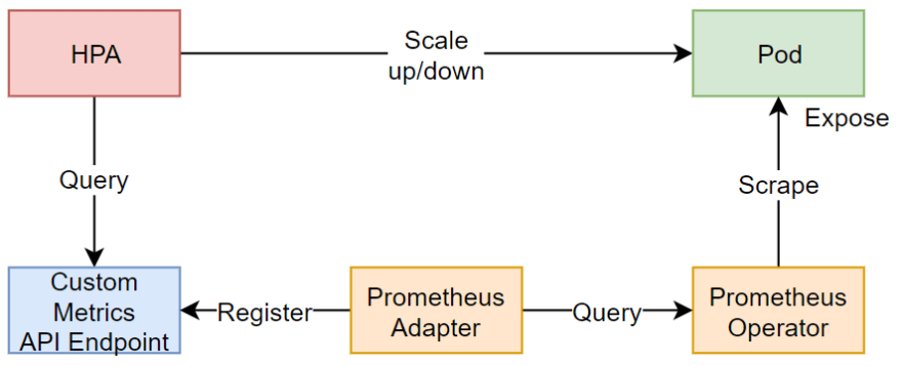 HPA
Scale
up/down
Pod
Expose
Query
Scrape
Custom
Metrics
API Endpoint
Register
Prometheus
Adapter
Query
Prometheus
Operator